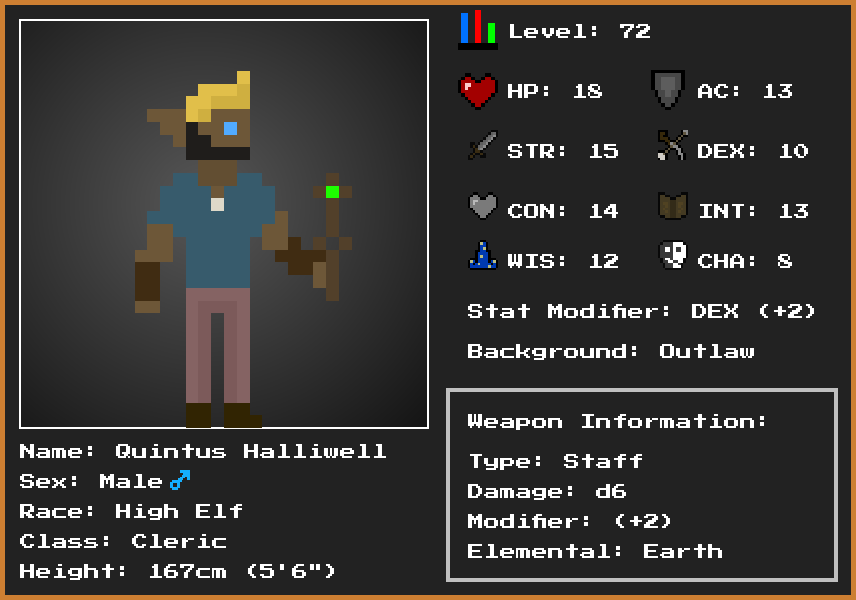 Level: 72
HP: 18
AC: 13
STR: 15
DEX: 10
CON: 14
INT: 13
WIS: 12
CHA: 8
Stat Modifier: DEX (+2)
Background: Outlaw
Weapon Information:
Type: Staff
Damage: d6
Modifier: (+2)
Elemental: Earth
Name: Quintus Halliwell
Sex: Male♂
Race: High Elf
Class: Cleric
Height: 167cm (5'6")